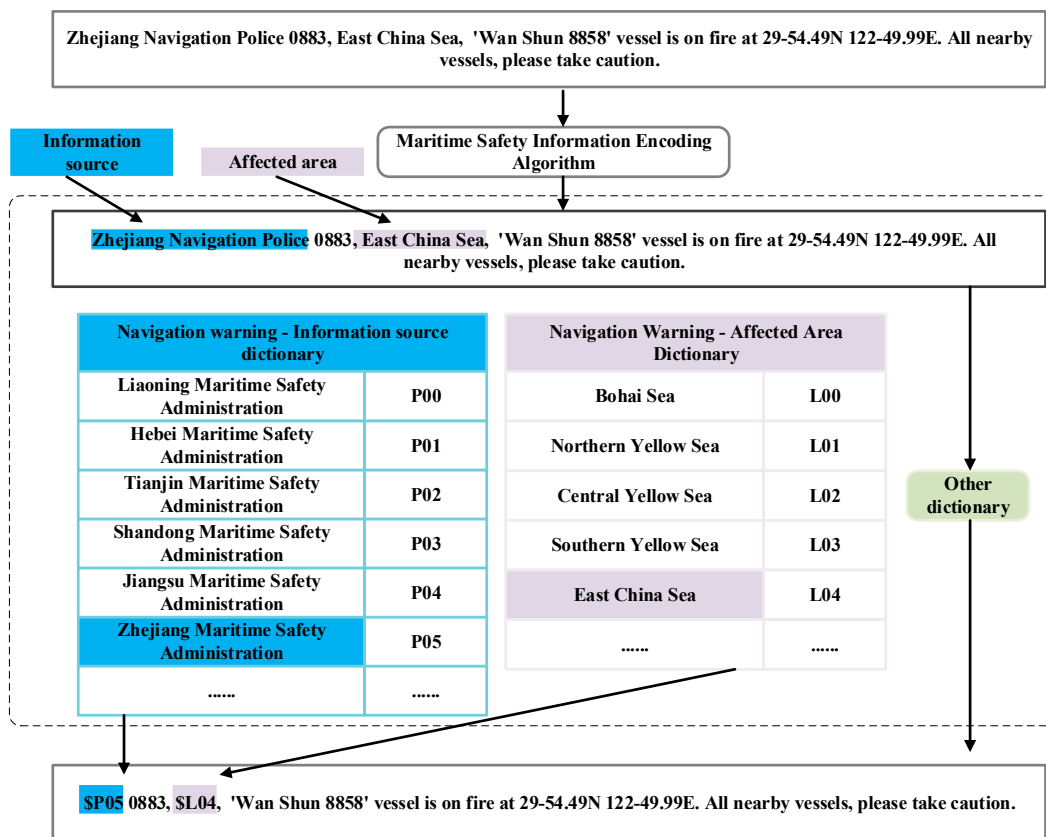 Zhejiang Navigation Police 0883, East China Sea, 'Wan Shun 8858' vessel is on fire at 29-54.49N 122-49.99E. All nearby
vessels, please take caution.
Information
source
Affected area
Maritime Safety Information Encoding
Algorithm
Zhejiang Navigation Police 0883, East China Sea, 'Wan Shun 8858' vessel is on fire at 29-54.49N 122-49.99E. All
nearby vessels, please take caution.
Navigation warning - Information source
dictionary
Liaoning Maritime Safety
Administration
P00
Hebei Maritime Safety
Administration
P01
Tianjin Maritime Safety
Administration
P02
Shandong Maritime Safety
Administration
P03
Jiangsu Maritime Safety
Administration
P04
Zhejiang Maritime Safety
Administration
P05
......
......
Navigation Warning - Affected Area
Dictionary
Bohai Sea
L00
Northern Yellow Sea
L01
Central Yellow Sea
L02
Southern Yellow Sea
L03
East China Sea
L04
......
......
Other
dictionary
$P05 0883, $L04, 'Wan Shun 8858' vessel is on fire at 29-54.49N 122-49.99E. All nearby vessels, please take caution.